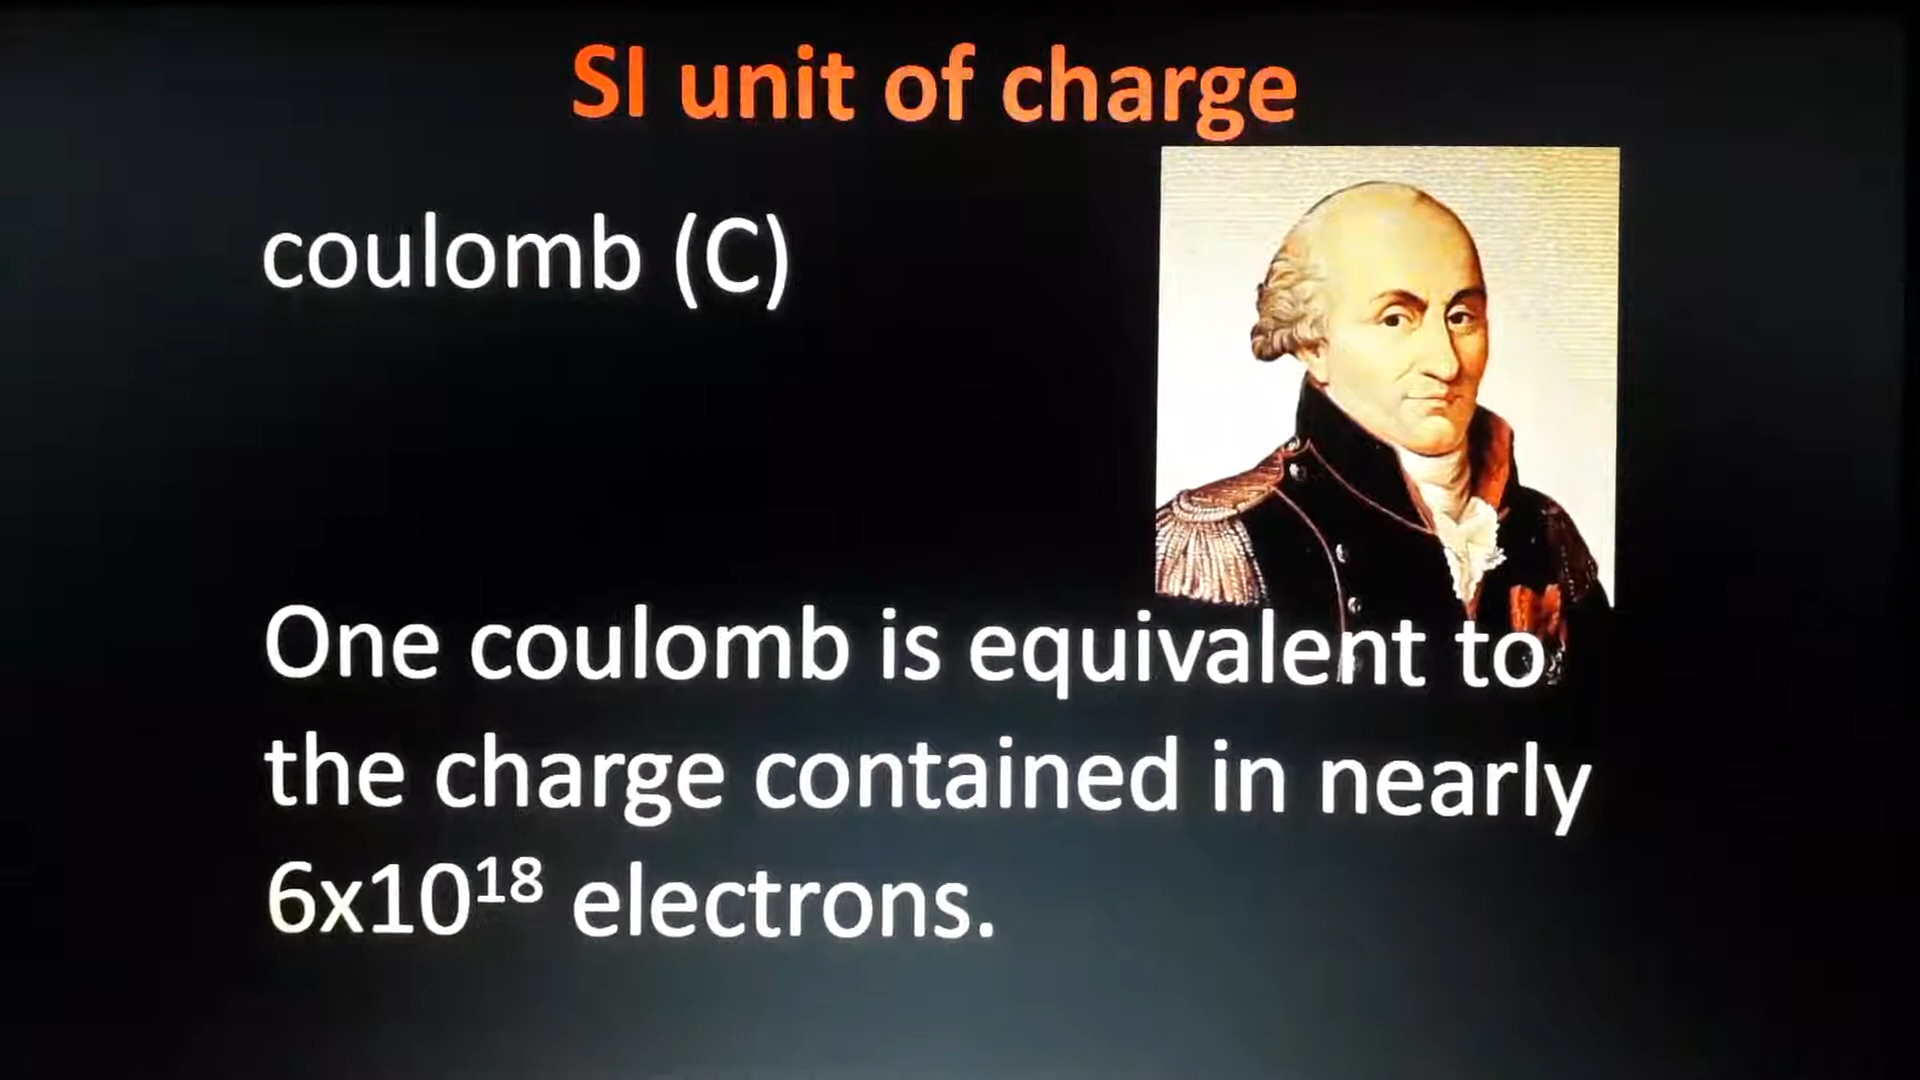 SI unit of charge
coulomb (C)
One coulomb is equivalent to
the charge contained in nearly
6x10¹⁸ electrons.